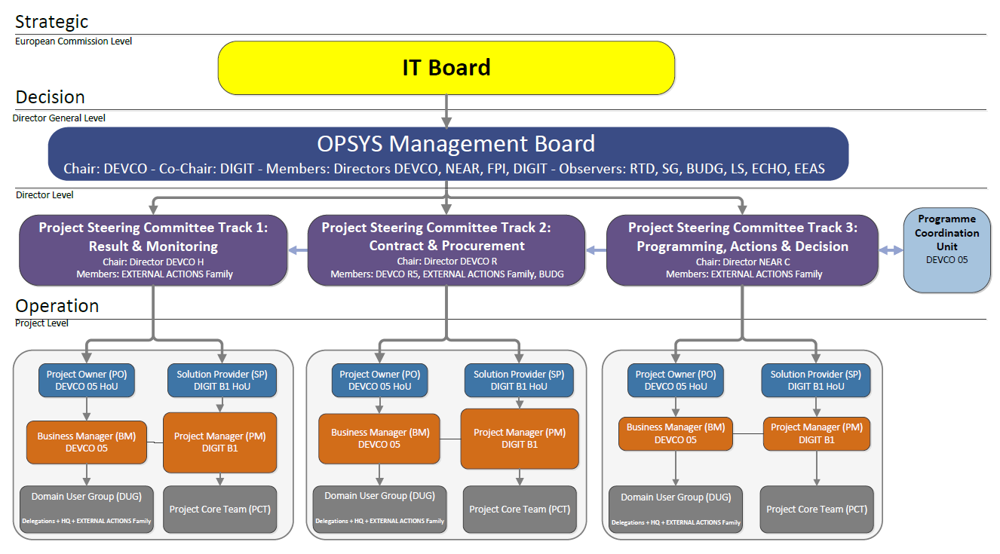 Strategic
European Commission Level
IT Board
Decision
Director General Level
OPSYS Management Board
Chair: DEVCO - Co-Chair: DIGIT - Members: Directors DEVCO, NEAR, FPI, DIGIT - Observers: RTD, SG, BUDG, LS, ECHO, EEAS
Director Level
Project Steering Committee Track 1:
Result & Monitoring
Chair: Director DEVCO H
Members: EXTERNAL ACTIONS Family
Project Steering Committee Track 2:
Contract & Procurement
Chair: Director DEVCO R
Members: DEVCO R5, EXTERNAL ACTIONS Family, BUDG
Project Steering Committee Track 3:
Programming, Actions & Decision
Chair: Director NEAR C
Members: EXTERNAL ACTIONS Family
Programme
Coordination
Unit
DEVCO 05
Operation
Project Level
Project Owner (PO)
DEVCO 05 HoU
Solution Provider (SP)
DIGIT B1 HoU
Business Manager (BM)
DEVCO 05
Project Manager (PM)
DIGIT B1
Domain User Group (DUG)
Delegations + HQ + EXTERNAL ACTIONS Family
Project Core Team (PCT)
Project Owner (PO)
DEVCO 05 HoU
Solution Provider (SP)
DIGIT B1 HoU
Business Manager (BM)
DEVCO 05
Project Manager (PM)
DIGIT B1
Domain User Group (DUG)
Delegations + HQ + EXTERNAL ACTIONS Family
Project Core Team (PCT)
Project Owner (PO)
DEVCO 05 HoU
Solution Provider (SP)
DIGIT B1 HoU
Business Manager (BM)
DEVCO 05
Project Manager (PM)
DIGIT B1
Domain User Group (DUG)
Delegations + HQ + EXTERNAL ACTIONS Family
Project Core Team (PCT)